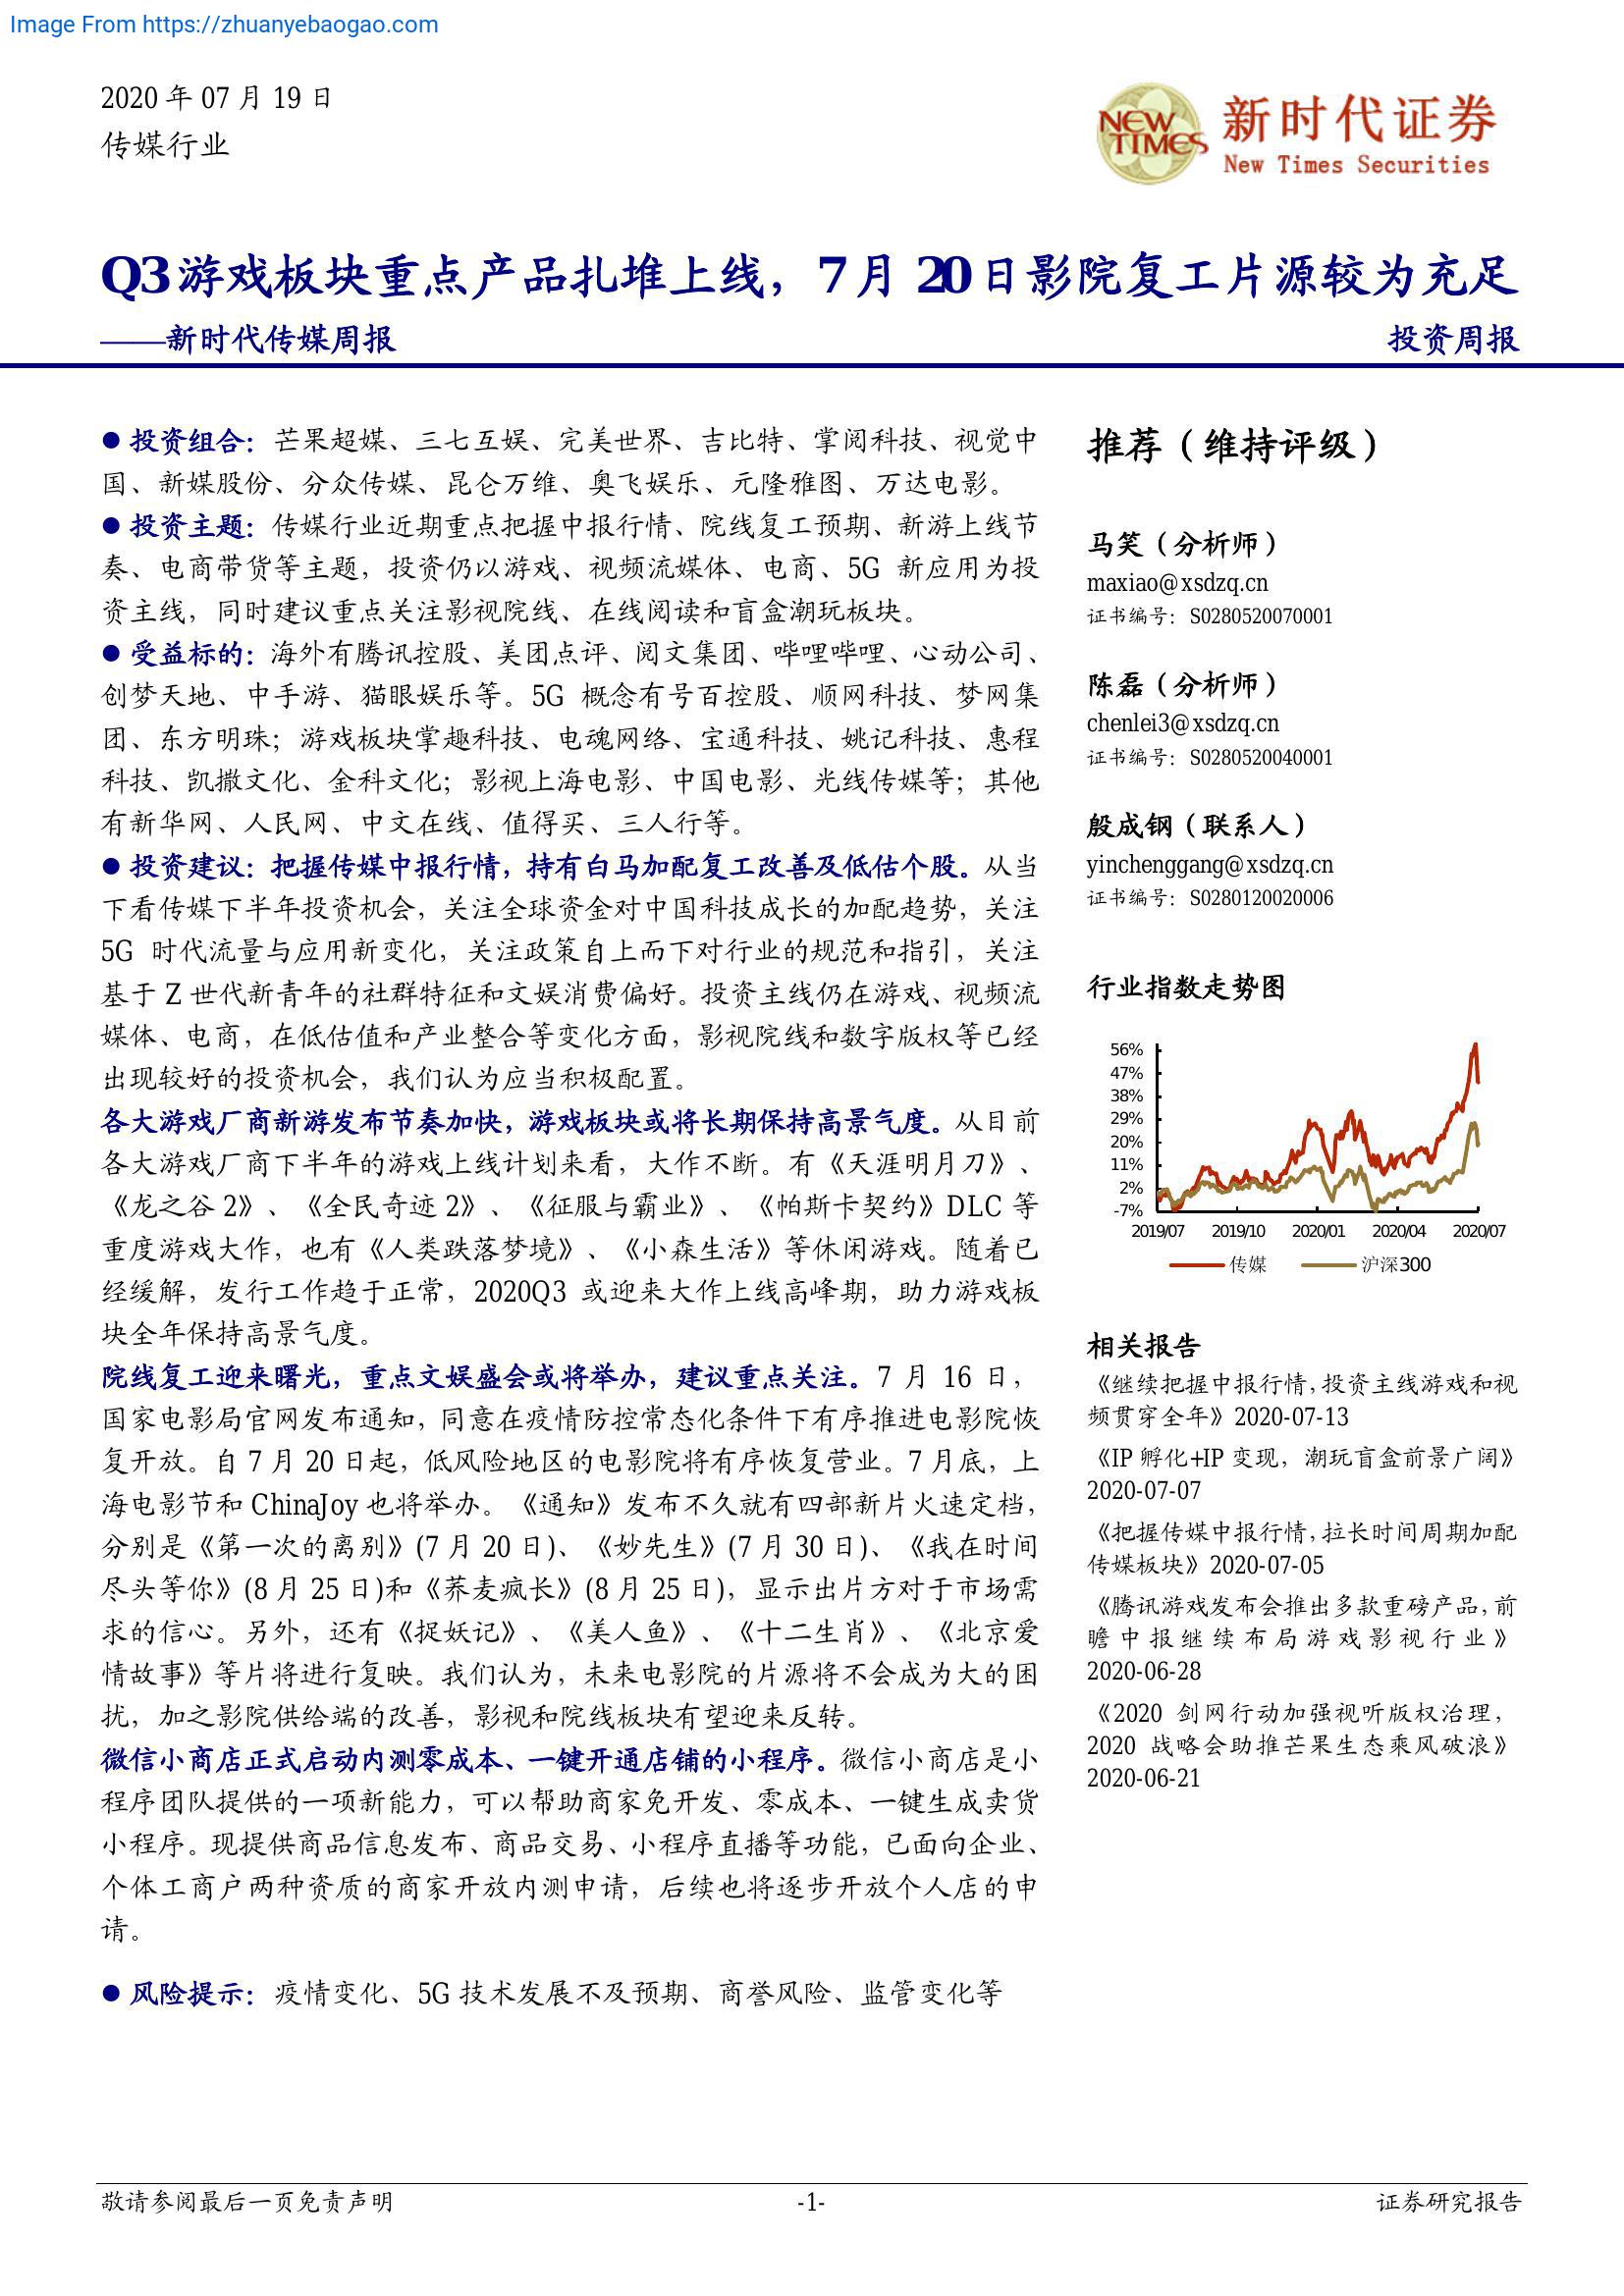 Image From https://zhuanyebaogao.com
2020 年 07 月 19 日
传媒行业
NEW TIMES
新时代证券
New Times Securities
Q3 游戏板块重点产品扎堆上线，7 月 20 日影院复工片源较为充足
——新时代传媒周报
投资周报
● 投资组合：芒果超媒、三七互娱、完美世界、吉比特、掌阅科技、视觉中
国、新媒股份、分众传媒、昆仑万维、奥飞娱乐、元隆雅图、万达电影。
● 投资主题：传媒行业近期重点把握中报行情、院线复工预期、新游上线节
奏、电商带货等主题，投资仍以游戏、视频流媒体、电商、5G 新应用为投
资主线，同时建议重点关注影视院线、在线阅读和盲盒潮玩板块。
● 受益标的：海外有腾讯控股、美团点评、阅文集团、哔哩哔哩、心动公司、
创梦天地、中手游、猫眼娱乐等。5G 概念有号百控股、顺网科技、梦网集
团、东方明珠；游戏板块掌趣科技、电魂网络、宝通科技、姚记科技、惠程
科技、凯撒文化、金科文化；影视上海电影、中国电影、光线传媒等；其他
有新华网、人民网、中文在线、值得买、三人行等。
● 投资建议：把握传媒中报行情，持有白马加配复工改善及低估个股。从当
下看传媒下半年投资机会，关注全球资金对中国科技成长的加配趋势，关注
5G 时代流量与应用新变化，关注政策自上而下对行业的规范和指引，关注
基于 Z 世代新青年的社群特征和文娱消费偏好。投资主线仍在游戏、视频流
媒体、电商，在低估值和产业整合等变化方面，影视院线和数字版权等已经
出现较好的投资机会，我们认为应当积极配置。
各大游戏厂商新游发布节奏加快，游戏板块或将长期保持高景气度。从目前
各大游戏厂商下半年的游戏上线计划来看，大作不断。有《天涯明月刀》、
《龙之谷 2》、《全民奇迹 2》、《征服与霸业》、《帕斯卡契约》DLC 等
重度游戏大作，也有《人类跌落梦境》、《小森生活》等休闲游戏。随着已
经缓解，发行工作趋于正常，2020Q3 或迎来大作上线高峰期，助力游戏板
块全年保持高景气度。
院线复工迎来曙光，重点文娱盛会或将举办，建议重点关注。7 月 16 日，
国家电影局官网发布通知，同意在疫情防控常态化条件下有序推进电影院恢
复开放。自 7 月 20 日起，低风险地区的电影院将有序恢复营业。7 月底，上
海电影节和 ChinaJoy 也将举办。《通知》发布不久就有四部新片火速定档，
分别是《第一次的离别》(7 月 20 日)、《妙先生》(7 月 30 日)、《我在时间
尽头等你》(8 月 25 日)和《荞麦疯长》(8 月 25 日)，显示出片方对于市场需
求的信心。另外，还有《捉妖记》、《美人鱼》、《十二生肖》、《北京爱
情故事》等片将进行复映。我们认为，未来电影院的片源将不会成为大的困
扰，加之影院供给端的改善，影视和院线板块有望迎来反转。
微信小商店正式启动内测零成本、一键开通店铺的小程序。微信小商店是小
程序团队提供的一项新能力，可以帮助商家免开发、零成本、一键生成卖货
小程序。现提供商品信息发布、商品交易、小程序直播等功能，已面向企业、
个体工商户两种资质的商家开放内测申请，后续也将逐步开放个人店的申
请。
● 风险提示：疫情变化、5G 技术发展不及预期、商誉风险、监管变化等
推荐（维持评级）
马笑（分析师）
maxiao@xsdzq.cn
证书编号：S0280520070001
陈磊（分析师）
chenlei3@xsdzq.cn
证书编号：S0280520040001
殷成钢（联系人）
yinchenggang@xsdzq.cn
证书编号：S0280120020006
行业指数走势图
56%
47%
38%
29%
20%
11%
2%
-7%
2019/07 2019/10 2020/01 2020/04 2020/07
传媒 沪深300
相关报告
《继续把握中报行情，投资主线游戏和视
频贯穿全年》2020-07-13
《IP 孵化+IP 变现，潮玩盲盒前景广阔》
2020-07-07
《把握传媒中报行情，拉长时间周期加配
传媒板块》2020-07-05
《腾讯游戏发布会推出多款重磅产品，前
瞻中报继续布局游戏影视行业》
2020-06-28
《2020 剑网行动加强视听版权治理，
2020 战略会助推芒果生态乘风破浪》
2020-06-21
敬请参阅最后一页免责声明
-1-
证券研究报告